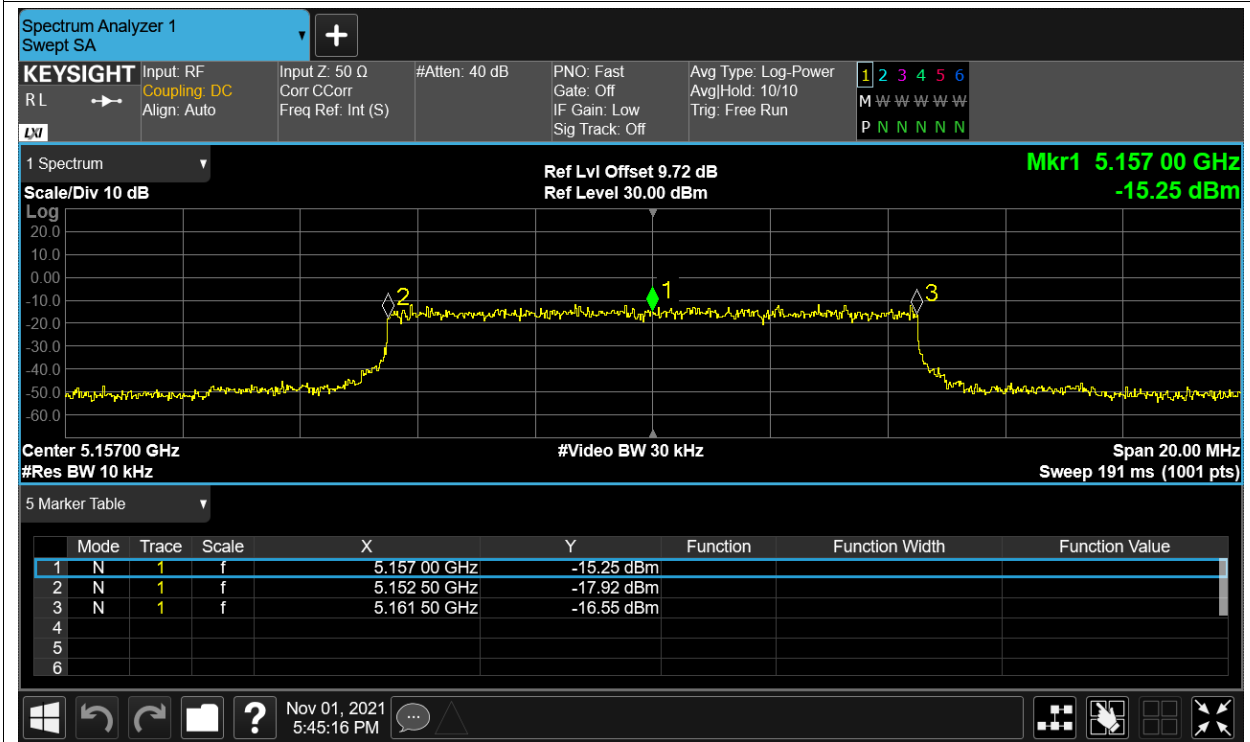 Spectrum Analyzer 1
Swept SA
KEYSIGHT Input: RF Input Z: 50 Ω #Atten: 40 dB PNO: Fast Avg Type: Log-Power 1 2 3 4 5 6
R L Coupling: DC Corr CCorr Gate: Off Avg|Hold: 10/10 M W W W W W
Align: Auto Freq Ref: Int (S) IF Gain: Low Trig: Free Run
LXI Sig Track: Off P N N N N N
1 Spectrum Ref Lvl Offset 9.72 dB Mkr1 5.157 00 GHz
Scale/Div 10 dB Ref Level 30.00 dBm -15.25 dBm
Log
20.0
10.0
0.00
-10.0
-20.0
-30.0
-40.0
-50.0
-60.0
2
1
3
Center 5.15700 GHz #Video BW 30 kHz Span 20.00 MHz
#Res BW 10 kHz Sweep 191 ms (1001 pts)
5 Marker Table
Mode Trace Scale X Y Function Function Width Function Value
1 N 1 f 5.157 00 GHz -15.25 dBm
2 N 1 f 5.152 50 GHz -17.92 dBm
3 N 1 f 5.161 50 GHz -16.55 dBm
4
5
6
? Nov 01, 2021
5:45:16 PM